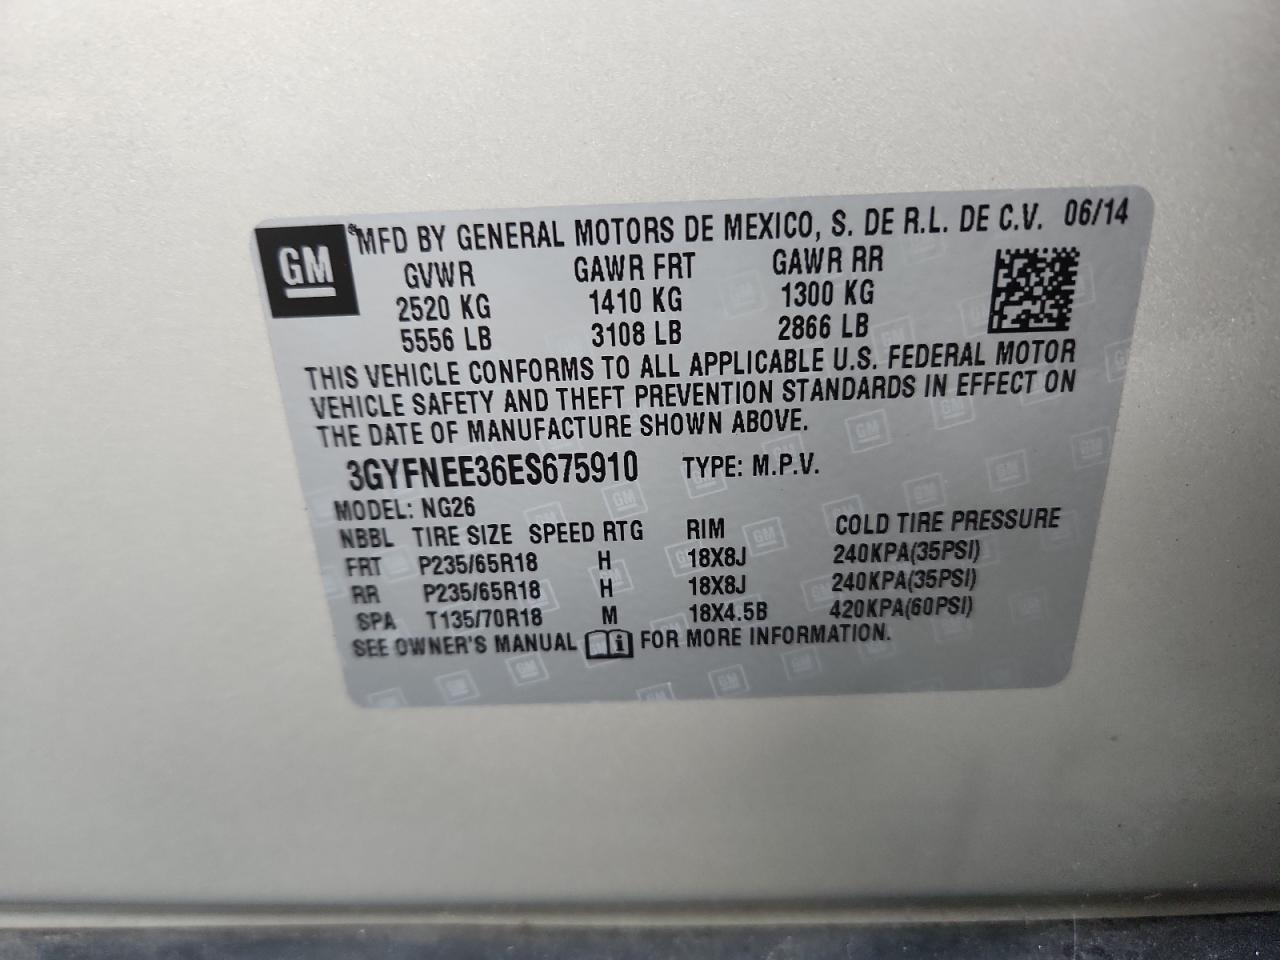 GM
MFD BY GENERAL MOTORS DE MEXICO, S. DE R.L. DE C.V. 06/14
GVWR GAWR FRT GAWR RR
2520 KG 1410 KG 1300 KG
5556 LB 3108 LB 2866 LB
THIS VEHICLE CONFORMS TO ALL APPLICABLE U.S. FEDERAL MOTOR
VEHICLE SAFETY AND THEFT PREVENTION STANDARDS IN EFFECT ON
THE DATE OF MANUFACTURE SHOWN ABOVE.
3GYFNEE36ES675910 TYPE: M.P.V.
MODEL: NG26
NBBL TIRE SIZE SPEED RTG RIM COLD TIRE PRESSURE
FRT P235/65R18 H 18X8J 240KPA(35PSI)
RR P235/65R18 H 18X8J 240KPA(35PSI)
SPA T135/70R18 M 18X4.5B 420KPA(60PSI)
SEE OWNER'S MANUAL FOR MORE INFORMATION.